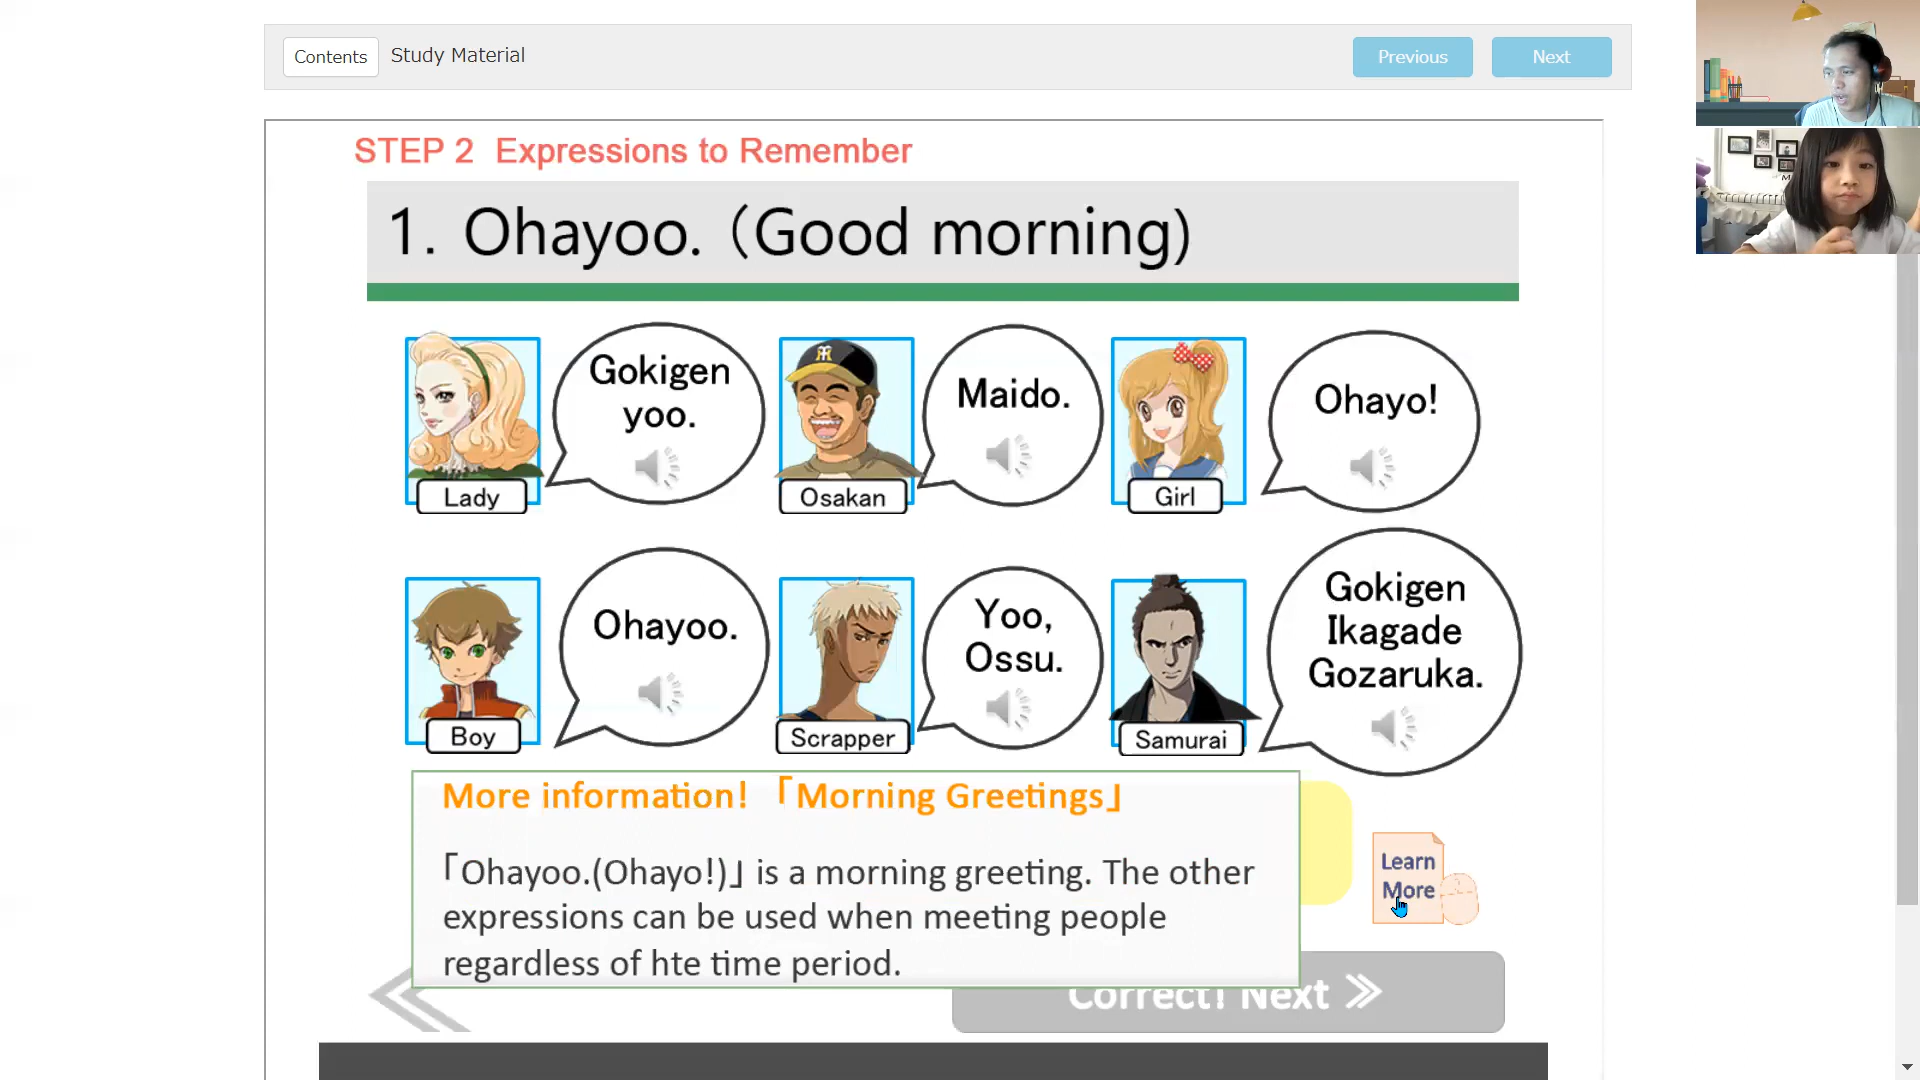 Contents Study Material Previous Next
STEP 2 Expressions to Remember
1. Ohayoo. (Good morning)
Gokigen
yoo.
Lady
Maido.
Osakan
Ohayo!
Girl
Ohayoo.
Boy
Yoo,
Ossu.
Scrapper
Gokigen
Ikagade
Gozaruka.
Samurai
More information! 「Morning Greetings」
「Ohayoo.(Ohayo!)」 is a morning greeting. The other
expressions can be used when meeting people
regardless of hte time period.
Learn
More
Correct! Next